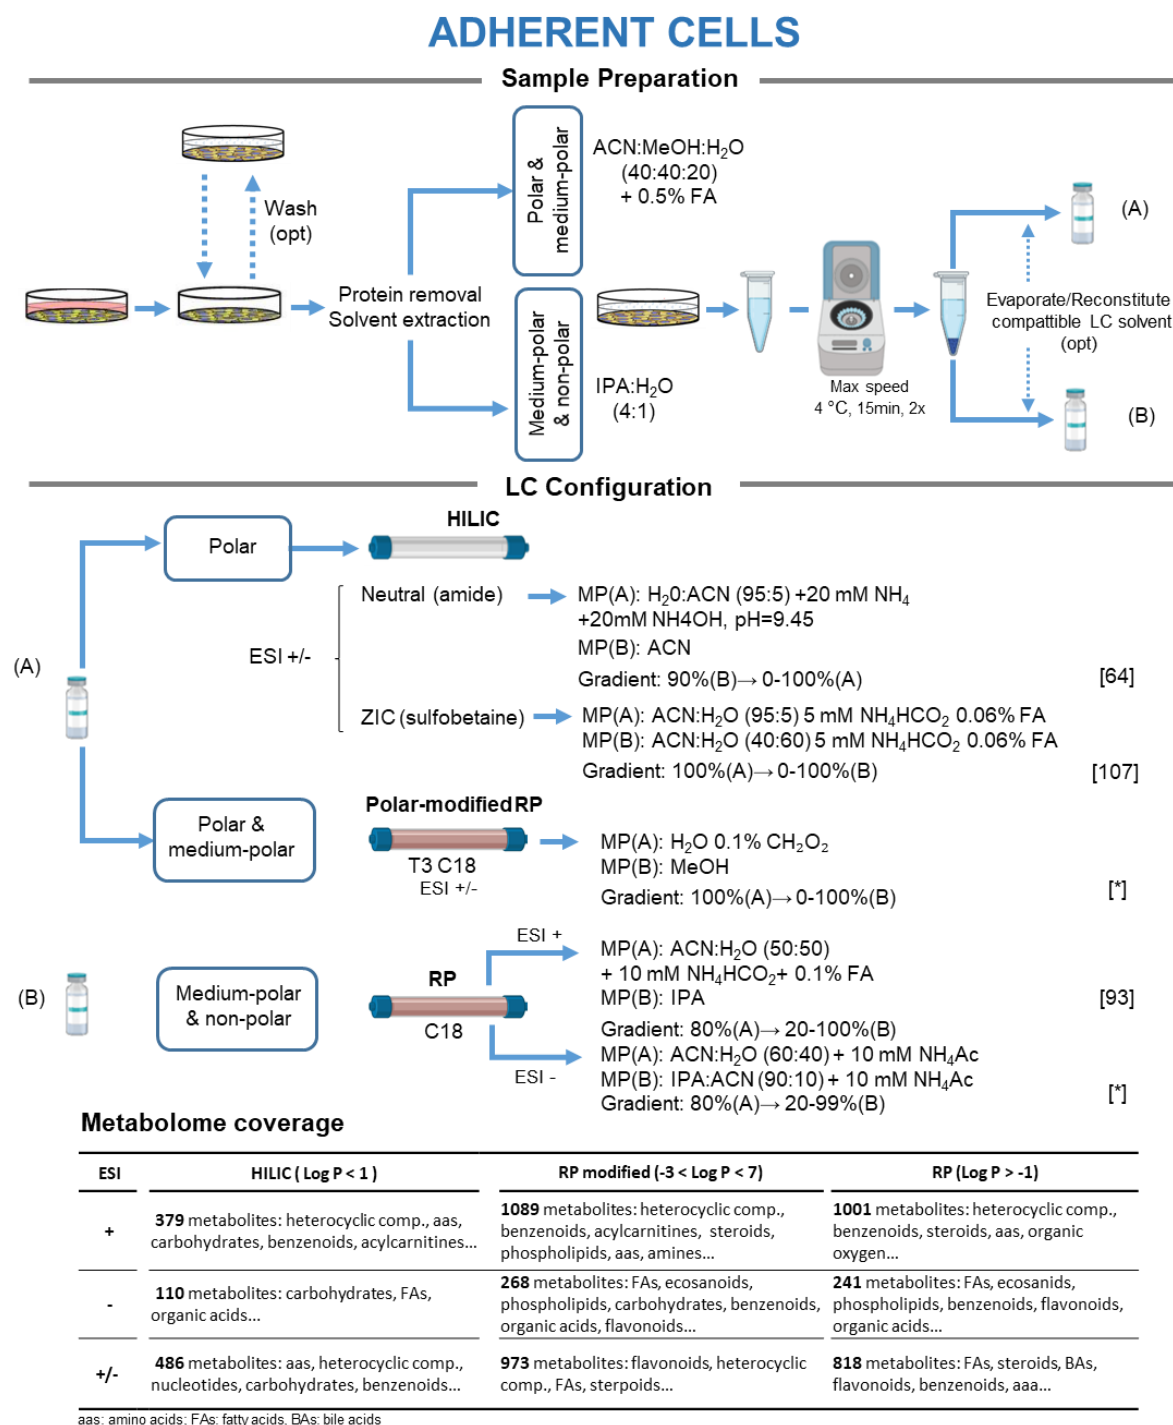 ADHERENT CELLS
Sample Preparation
Wash
(opt)
Protein removal
Solvent extraction
Polar &
medium-polar
ACN:MeOH:H₂O
(40:40:20)
+ 0.5% FA
Medium-polar
& non-polar
IPA:H₂O
(4:1)
Max speed
4 °C, 15min, 2x
(A)
Evaporate/Reconstitute
compattible LC solvent
(opt)
(B)
LC Configuration
(A)
Polar
HILIC
ESI +/-
Neutral (amide)
MP(A): H₂0:ACN (95:5) +20 mM NH₄
+20mM NH4OH, pH=9.45
MP(B): ACN
Gradient: 90%(B)→ 0-100%(A)
[64]
ZIC (sulfobetaine)
MP(A): ACN:H₂O (95:5) 5 mM NH₄HCO₂ 0.06% FA
MP(B): ACN:H₂O (40:60) 5 mM NH₄HCO₂ 0.06% FA
Gradient: 100%(A)→ 0-100%(B)
[107]
Polar &
medium-polar
Polar-modified RP
T3 C18
ESI +/-
MP(A): H₂O 0.1% CH₂O₂
MP(B): MeOH
Gradient: 100%(A)→ 0-100%(B)
[*]
(B)
Medium-polar
& non-polar
RP
C18
ESI +
MP(A): ACN:H₂O (50:50)
+ 10 mM NH₄HCO₂+ 0.1% FA
MP(B): IPA
Gradient: 80%(A)→ 20-100%(B)
[93]
ESI -
MP(A): ACN:H₂O (60:40) + 10 mM NH₄Ac
MP(B): IPA:ACN (90:10) + 10 mM NH₄Ac
Gradient: 80%(A)→ 20-99%(B)
[*]
Metabolome coverage
ESI
HILIC ( Log P < 1 )
RP modified (-3 < Log P < 7)
RP (Log P > -1)
+
379 metabolites: heterocyclic comp., aas,
carbohydrates, benzenoids, acylcarnitines...
1089 metabolites: heterocyclic comp.,
benzenoids, acylcarnitines, steroids,
phospholipids, aas, amines...
1001 metabolites: heterocyclic comp.,
benzenoids, steroids, aas, organic
oxygen...
-
110 metabolites: carbohydrates, FAs,
organic acids...
268 metabolites: FAs, ecosanoids,
phospholipids, carbohydrates, benzenoids,
organic acids, flavonoids...
241 metabolites: FAs, ecosanids,
phospholipids, benzenoids, flavonoids,
organic acids...
+/-
486 metabolites: aas, heterocyclic comp.,
nucleotides, carbohydrates, benzenoids...
973 metabolites: flavonoids, heterocyclic
comp., FAs, sterpoids...
818 metabolites: FAs, steroids, BAs,
flavonoids, benzenoids, aaa...
aas: amino acids; FAs: fatty acids, BAs: bile acids